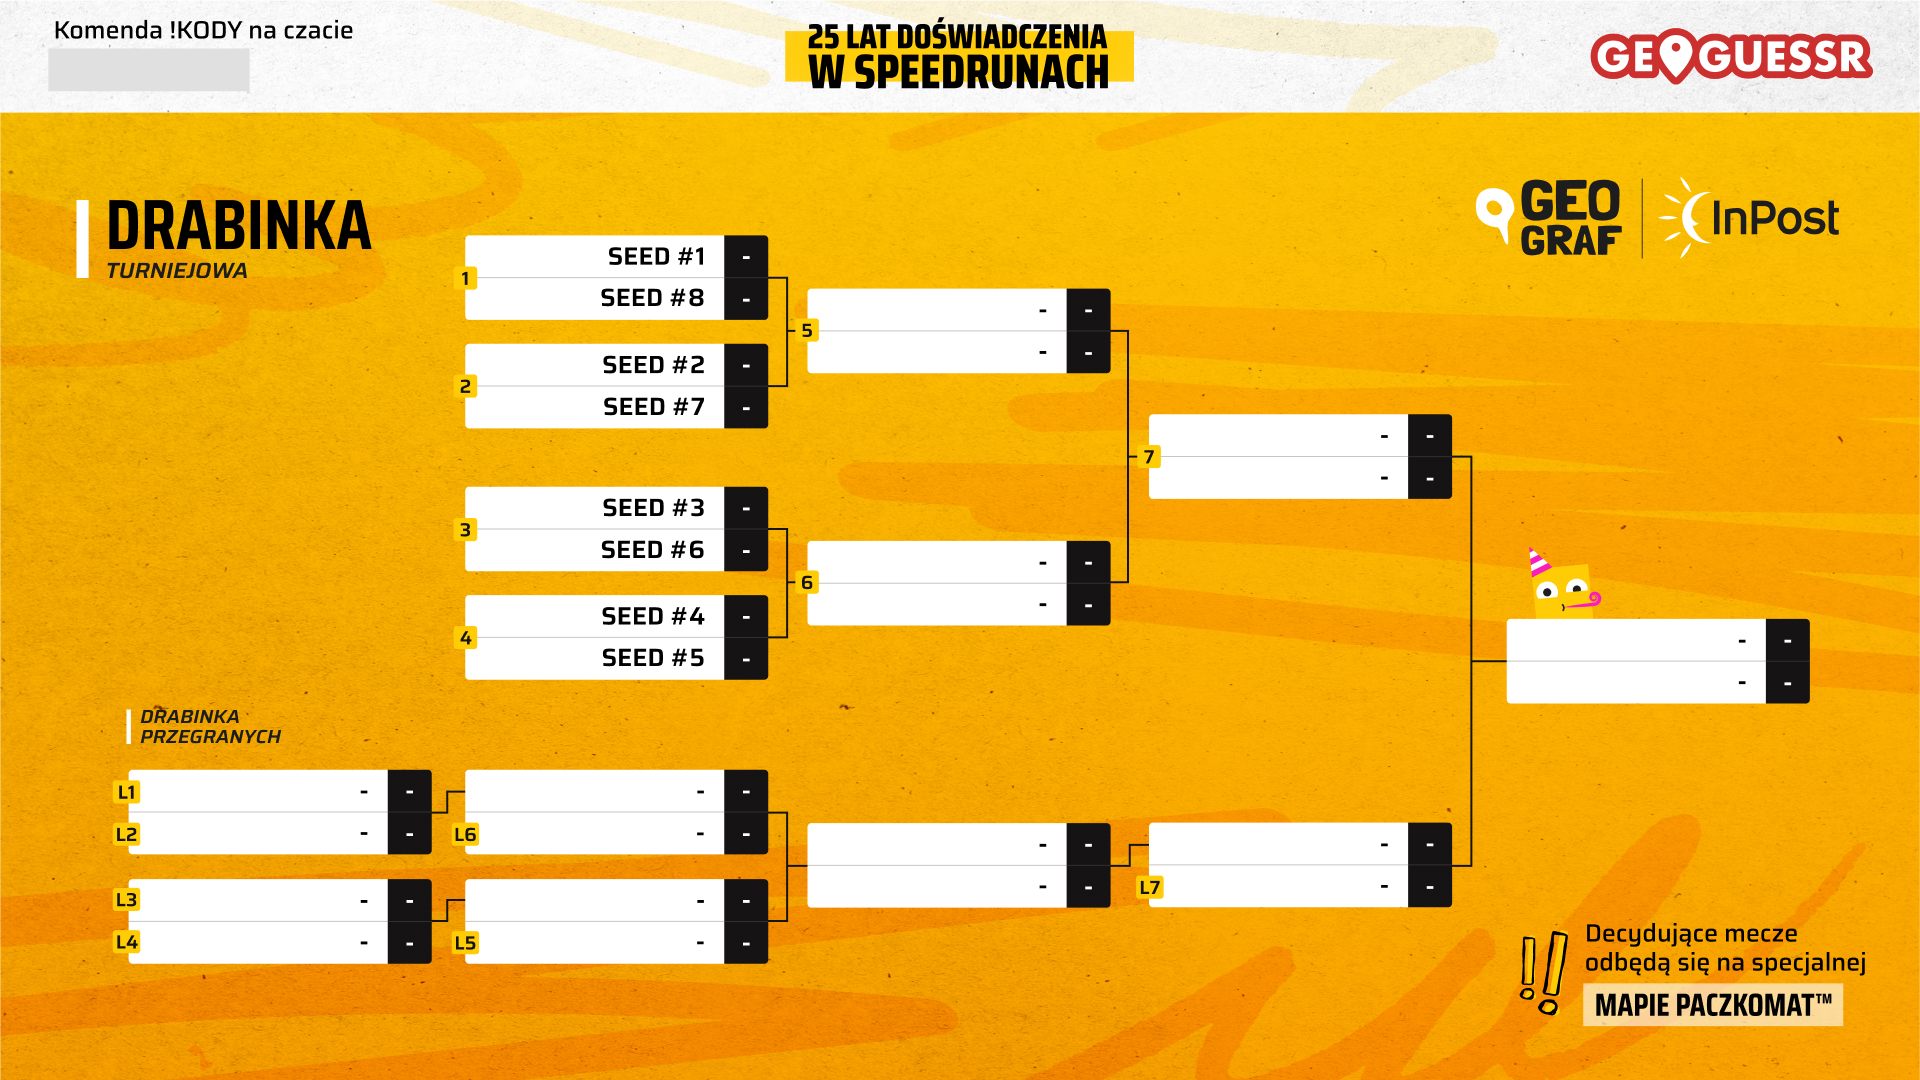 Komenda !KODY na czacie
25 LAT DOŚWIADCZENIA
W SPEEDRUNACH
GEOGUESSR
DRABINKA
TURNIEJOWA
GEO
GRAF
InPost
1
SEED #1 -
SEED #8 -
2
SEED #2 -
SEED #7 -
3
SEED #3 -
SEED #6 -
4
SEED #4 -
SEED #5 -
5
- -
- -
6
- -
- -
7
- -
- -
- -
- -
DRABINKA
PRZEGRANYCH
L1 - -
L2 - -
L3 - -
L4 - -
- -
L6 - -
- -
L5 - -
- -
- -
- -
L7 - -
Decydujące mecze
odbędą się na specjalnej
MAPIE PACZKOMAT™